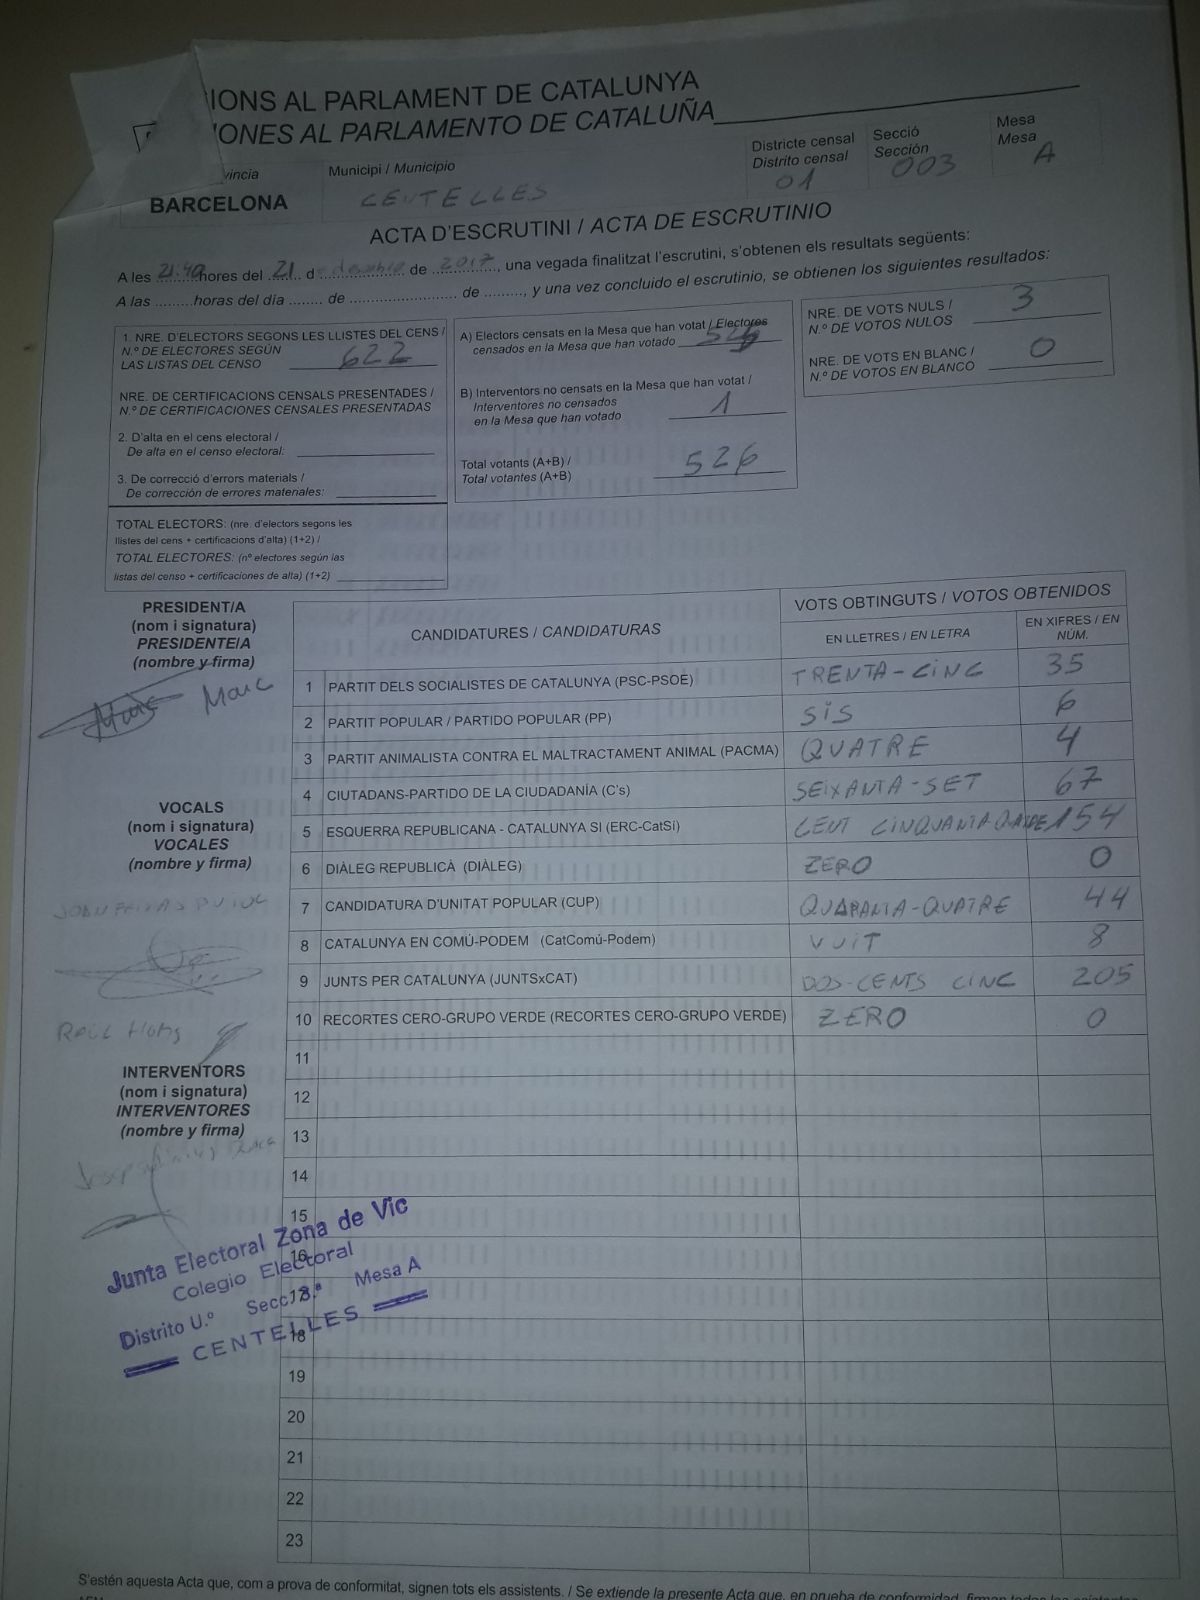 IONS AL PARLAMENT DE CATALUNYA
IONES AL PARLAMENTO DE CATALUÑA
vincia
BARCELONA
Municipi / Municipio
CENTELLES
Districte censal
Distrito censal
01
Secció
Sección
003
Mesa
Mesa
A
ACTA D'ESCRUTINI / ACTA DE ESCRUTINIO
A les 21:40 hores del 21 d desembre de 2017, una vegada finalitzat l'escrutini, s'obtenen els resultats següents:
A las ......... horas del día ........ de ........................ de ........., y una vez concluido el escrutinio, se obtienen los siguientes resultados:
1. NRE. D'ELECTORS SEGONS LES LLISTES DEL CENS /
N.º DE ELECTORES SEGÚN
LAS LISTAS DEL CENSO 622
NRE. DE CERTIFICACIONS CENSALS PRESENTADES /
N.º DE CERTIFICACIONES CENSALES PRESENTADAS
2. D'alta en el cens electoral /
De alta en el censo electoral:
3. De correcció d'errors materials /
De corrección de errores materiales:
TOTAL ELECTORS: (nre. d'electors segons les
llistes del cens + certificacions d'alta) (1+2) /
TOTAL ELECTORES: (nº electores según las
listas del censo + certificaciones de alta) (1+2)
A) Electors censats en la Mesa que han votat / Electores
censados en la Mesa que han votado
B) Interventors no censats en la Mesa que han votat /
Interventores no censados
en la Mesa que han votado 1
Total votants (A+B) /
Total votantes (A+B) 526
NRE. DE VOTS NULS /
N.º DE VOTOS NULOS 3
NRE. DE VOTS EN BLANC /
N.º DE VOTOS EN BLANCO 0
PRESIDENT/A
(nom i signatura)
PRESIDENTE/A
(nombre y firma)
Marc
VOCALS
(nom i signatura)
VOCALES
(nombre y firma)
INTERVENTORS
(nom i signatura)
INTERVENTORES
(nombre y firma)
CANDIDATURES / CANDIDATURAS
VOTS OBTINGUTS / VOTOS OBTENIDOS
EN LLETRES / EN LETRA
EN XIFRES / EN NÚM.
1 PARTIT DELS SOCIALISTES DE CATALUNYA (PSC-PSOE) TRENTA-CINC 35
2 PARTIT POPULAR / PARTIDO POPULAR (PP) SIS 6
3 PARTIT ANIMALISTA CONTRA EL MALTRACTAMENT ANIMAL (PACMA) QUATRE 4
4 CIUTADANS-PARTIDO DE LA CIUDADANÍA (C's) SEIXANTA-SET 67
5 ESQUERRA REPUBLICANA - CATALUNYA SI (ERC-CatSí) CENT CINQUANTA 154
6 DIÀLEG REPUBLICÀ (DIÀLEG) ZERO 0
7 CANDIDATURA D'UNITAT POPULAR (CUP) QUARANTA-QUATRE 44
8 CATALUNYA EN COMÚ-PODEM (CatComú-Podem) VUIT 8
9 JUNTS PER CATALUNYA (JUNTSxCAT) DOS-CENTS CINC 205
10 RECORTES CERO-GRUPO VERDE (RECORTES CERO-GRUPO VERDE) ZERO 0
11
12
13
14
15
16
17
18
19
20
21
22
23
Junta Electoral Zona de Vic
Colegio Electoral
Distrito U.º Secc. 3.ª Mesa A
CENTELLES
S'estén aquesta Acta que, com a prova de conformitat, signen tots els assistents. / Se extiende la presente Acta que, en prueba de conformidad, firman todos los asistentes